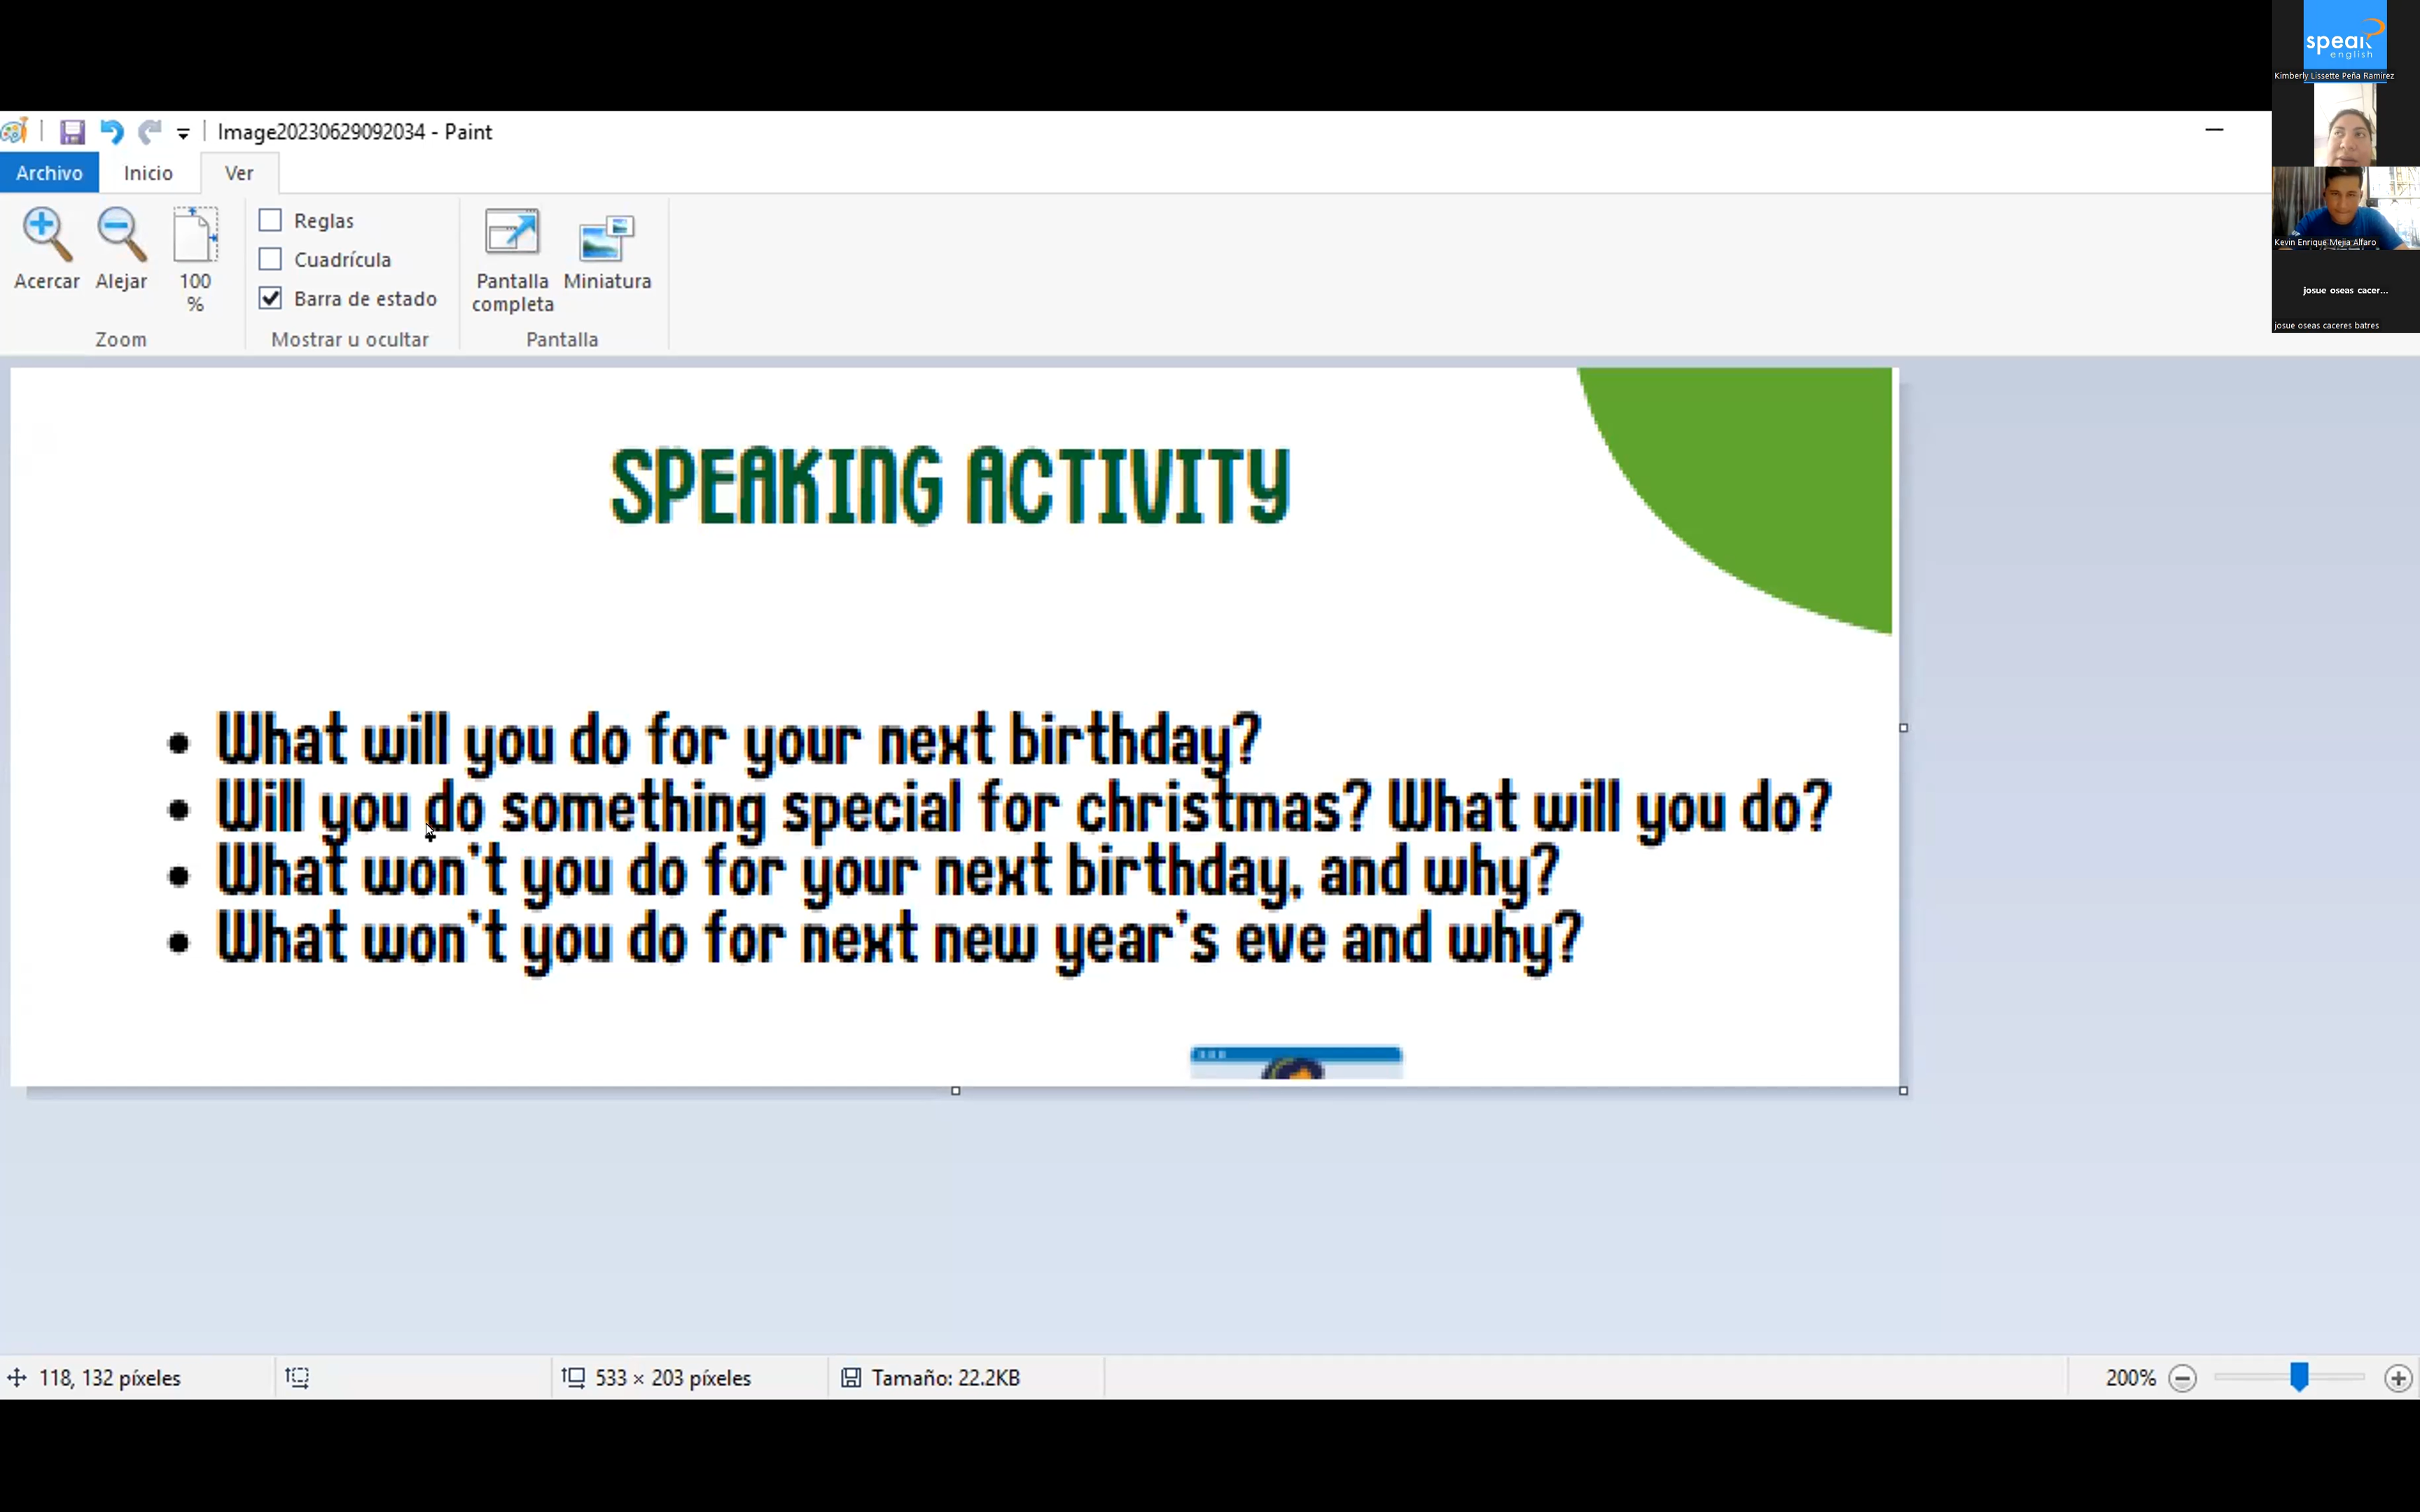 speak
english
Kimberly Lissette Peña Ramirez
Image20230629092034 - Paint
Archivo Inicio Ver
Kevin Enrique Mejia Alfaro
Acercar Alejar 100 %
Reglas
Cuadrícula
Barra de estado
Pantalla completa Miniatura
Zoom Mostrar u ocultar Pantalla
josue oseas cacer...
josue oseas caceres batres
SPEAKING ACTIVITY
• What will you do for your next birthday?
• Will you do something special for christmas? What will you do?
• What won't you do for your next birthday, and why?
• What won't you do for next new year's eve and why?
118, 132 píxeles 533 × 203 píxeles Tamaño: 22.2KB 200%